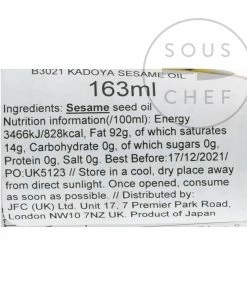 SOUS
CHEF
B3021 KADOYA SESAME OIL
163ml
Ingredients: Sesame seed oil
Nutrition information(/100ml): Energy
3466kJ/828kcal, Fat 92g, of which saturates
14g, Carbohydrate 0g, of which sugars 0g,
Protein 0g, Salt 0g. Best Before:17/12/2021/
PO:UK5123 // Store in a cool, dry place away
from direct sunlight. Once opened, consume
as soon as possible. // Distributed by:
JFC (UK) Ltd. Unit 17, 7 Premier Park Road,
London NW10 7NZ UK. Product of Japan